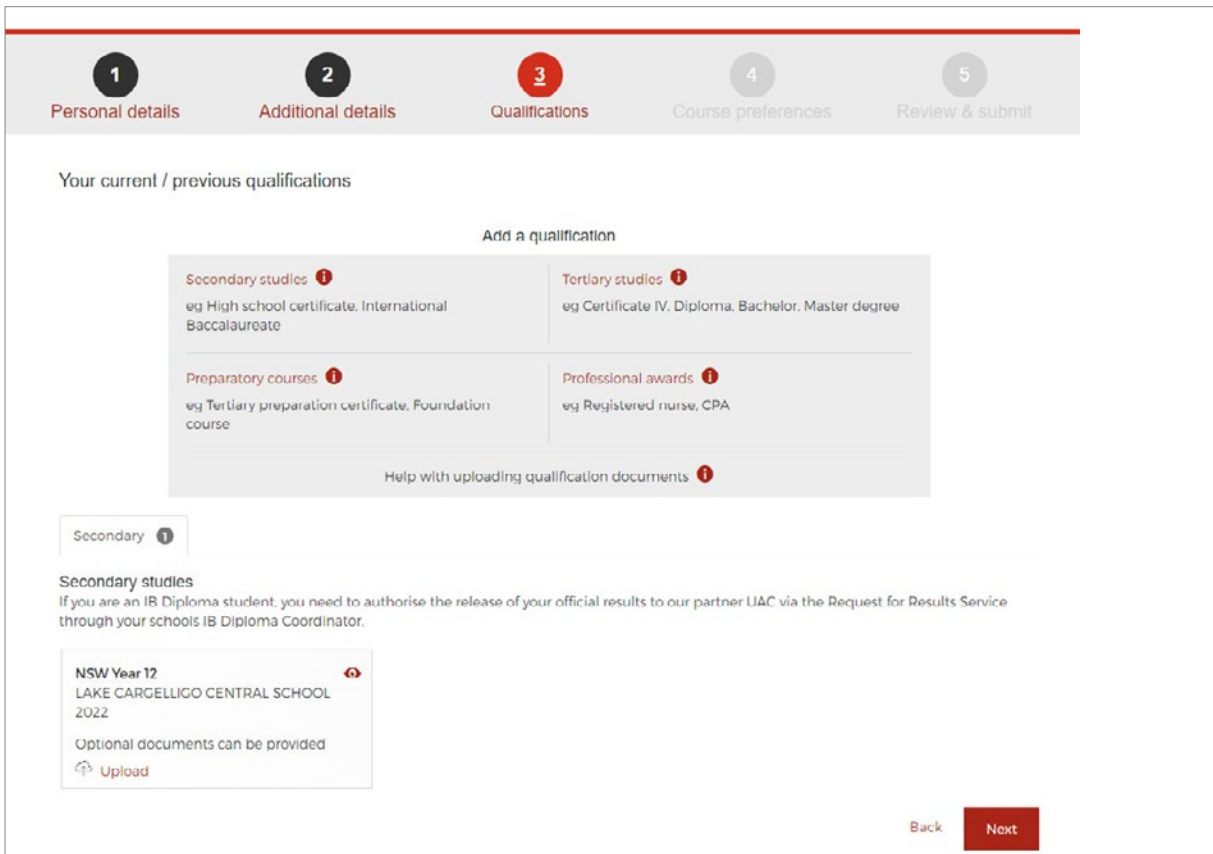 1 2 3 4 5
Personal details Additional details Qualifications Course preferences Review & submit
Your current / previous qualifications
Add a qualification
Secondary studies
eg High school certificate, International
Baccalaureate
Tertiary studies
eg Certificate IV, Diploma, Bachelor, Master degree
Preparatory courses
eg Tertiary preparation certificate, Foundation
course
Professional awards
eg Registered nurse, CPA
Help with uploading qualification documents
Secondary 1
Secondary studies
If you are an IB Diploma student, you need to authorise the release of your official results to our partner UAC via the Request for Results Service
through your schools IB Diploma Coordinator.
NSW Year 12
LAKE CARGELLIGO CENTRAL SCHOOL
2022
Optional documents can be provided
Upload
Back Next